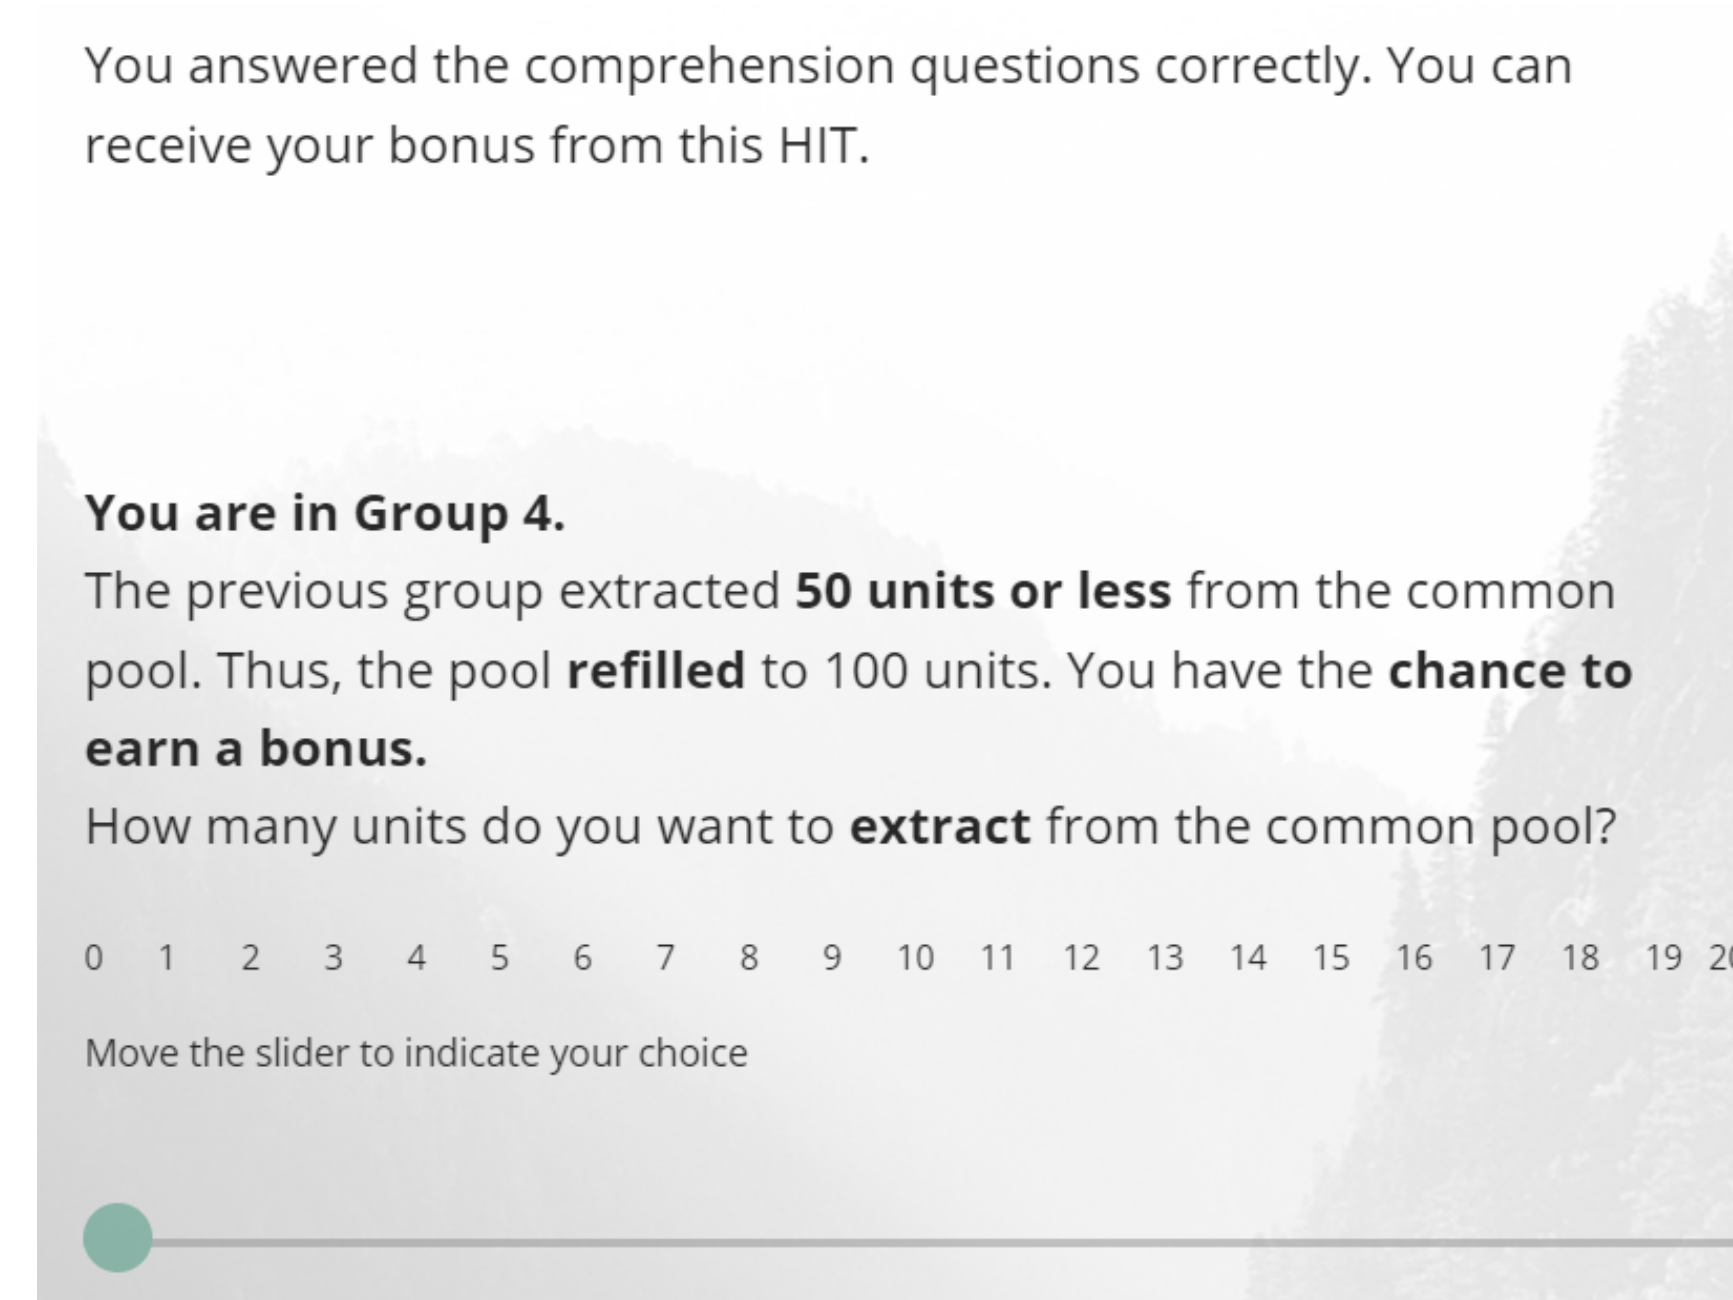 You answered the comprehension questions correctly. You can
receive your bonus from this HIT.
You are in Group 4.
The previous group extracted 50 units or less from the common
pool. Thus, the pool refilled to 100 units. You have the chance to
earn a bonus.
How many units do you want to extract from the common pool?
0 1 2 3 4 5 6 7 8 9 10 11 12 13 14 15 16 17 18 19 20
Move the slider to indicate your choice